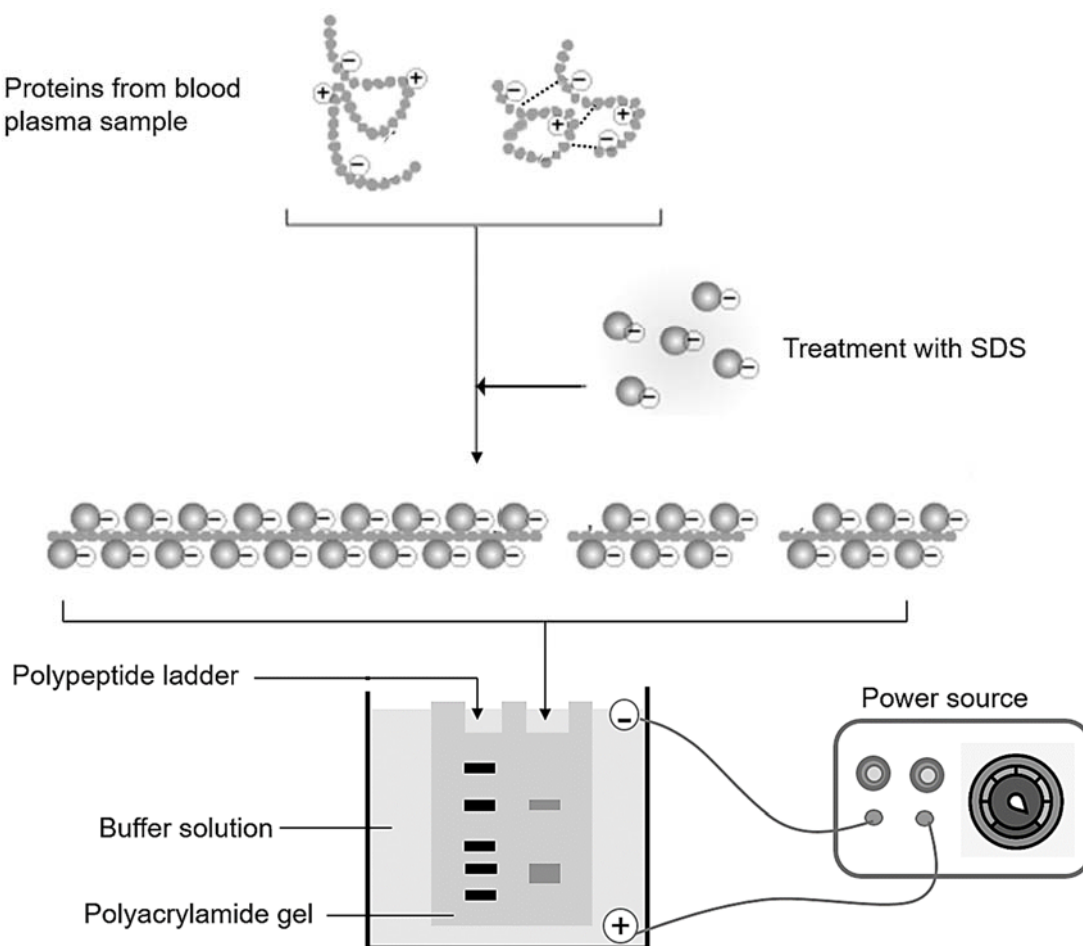 Proteins from blood
plasma sample
Treatment with SDS
Polypeptide ladder
Power source
Buffer solution
Polyacrylamide gel